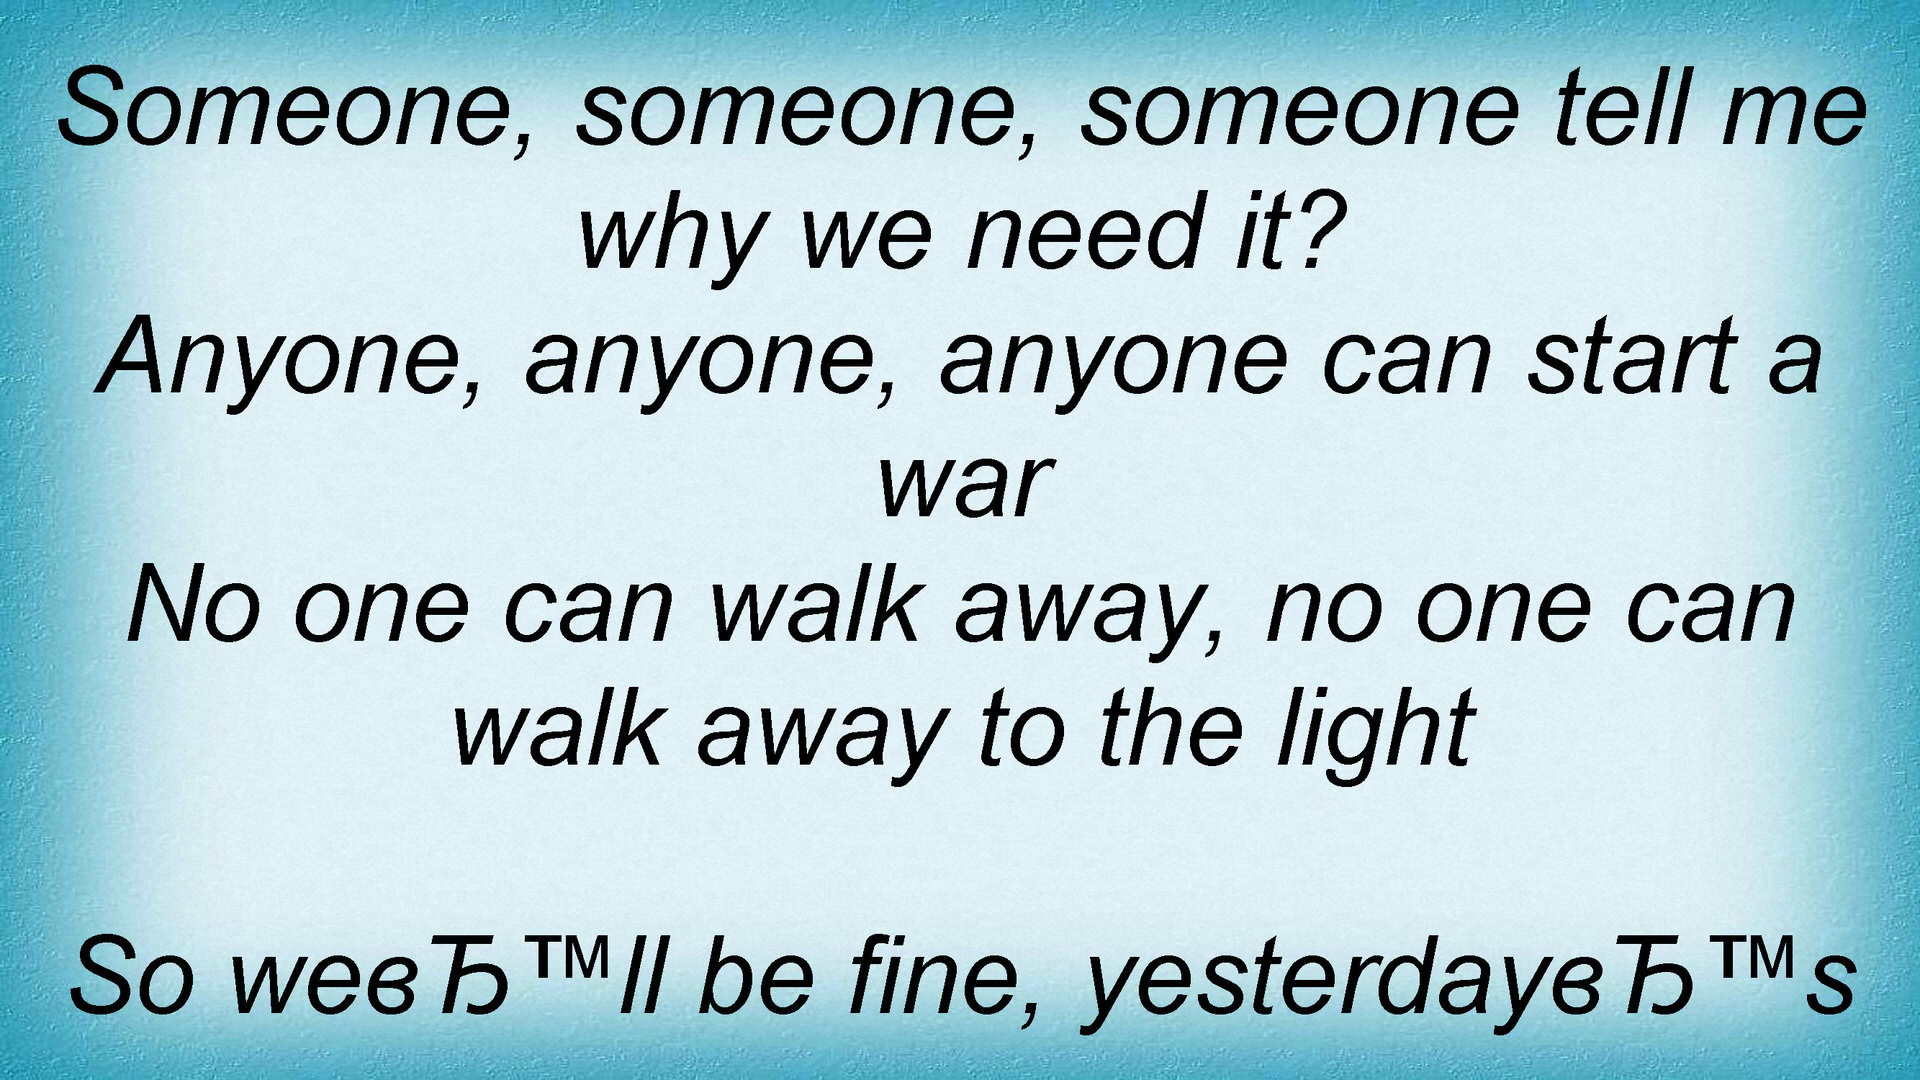 Someone, someone, someone tell me
why we need it?
Anyone, anyone, anyone can start a
war
No one can walk away, no one can
walk away to the light
So weвЂ™ll be fine, yesterdayвЂ™s